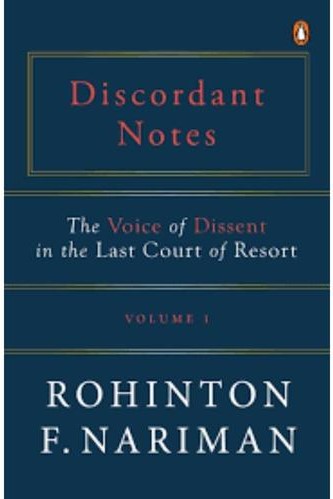 Discordant
Notes
The Voice of Dissent
in the Last Court of Resort
VOLUME 1
ROHINTON
F. NARIMAN